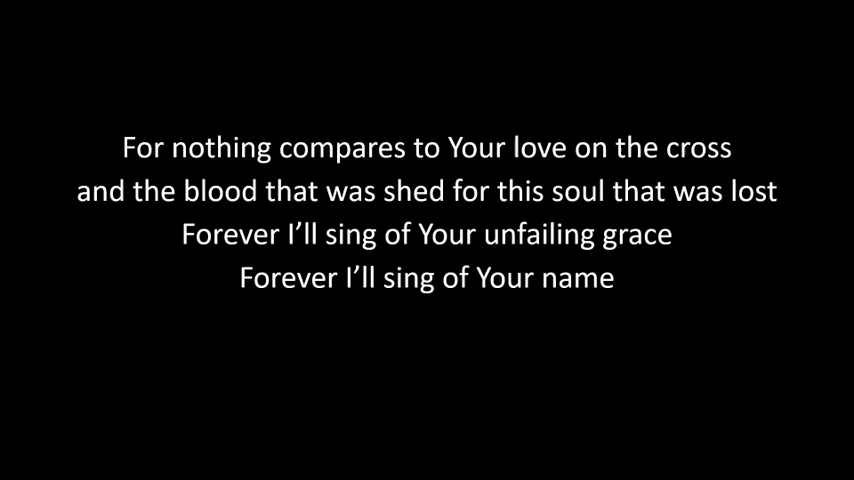 For nothing compares to Your love on the cross
and the blood that was shed for this soul that was lost
Forever I’ll sing of Your unfailing grace
Forever I’ll sing of Your name